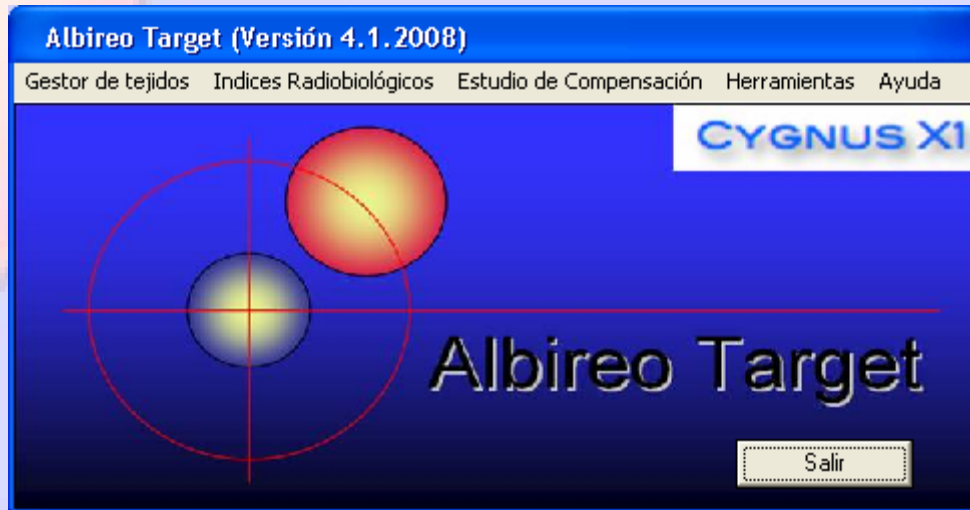 Albireo Target (Versión 4.1.2008)
Gestor de tejidos Indices Radiobiológicos Estudio de Compensación Herramientas Ayuda
CYGNUS X1
Albireo Target
Salir